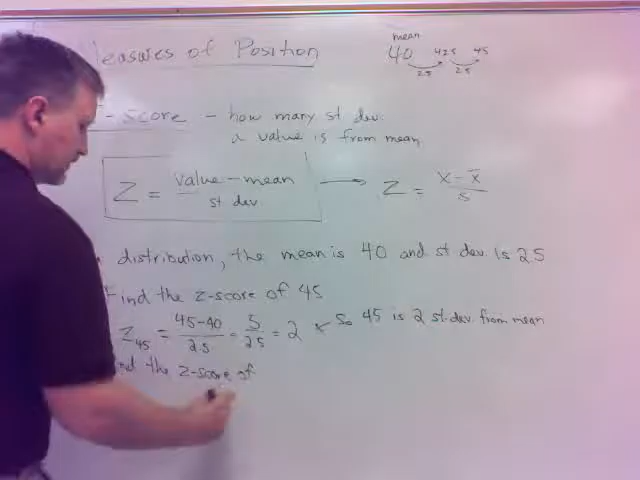 easures of Position
mean
40 42.5 45
2.5 2.5
-score - how many st dev.
a value is from mean
Z = value - mean / st dev. → Z = x - x̄ / s
distribution, the mean is 40 and st dev. is 2.5
Find the z-score of 45
Z45 = 45-40 / 2.5 = 5 / 2.5 = 2 ← So 45 is 2 st. dev. from mean
nd the z-score of